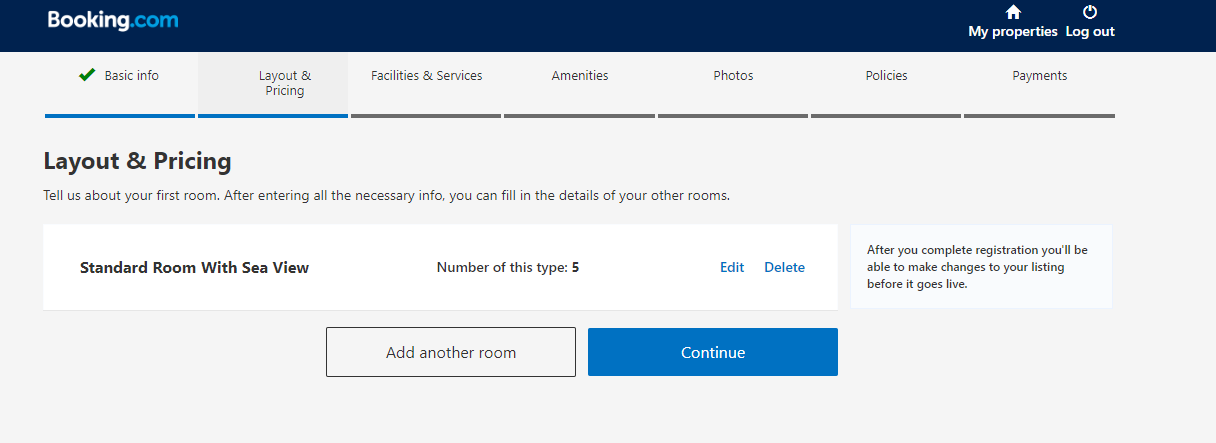 Booking.com
My properties
Log out
Basic info
Layout &
Pricing
Facilities & Services
Amenities
Photos
Policies
Payments
Layout & Pricing
Tell us about your first room. After entering all the necessary info, you can fill in the details of your other rooms.
Standard Room With Sea View
Number of this type: 5
Edit
Delete
After you complete registration you'll be
able to make changes to your listing
before it goes live.
Add another room
Continue